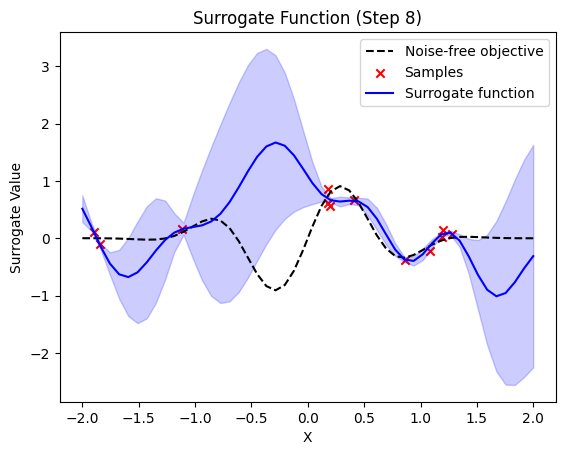 Surrogate Function (Step 8)
Noise-free objective
Samples
Surrogate function
Surrogate Value
3
2
1
0
−1
−2
−2.0 −1.5 −1.0 −0.5 0.0 0.5 1.0 1.5 2.0
X